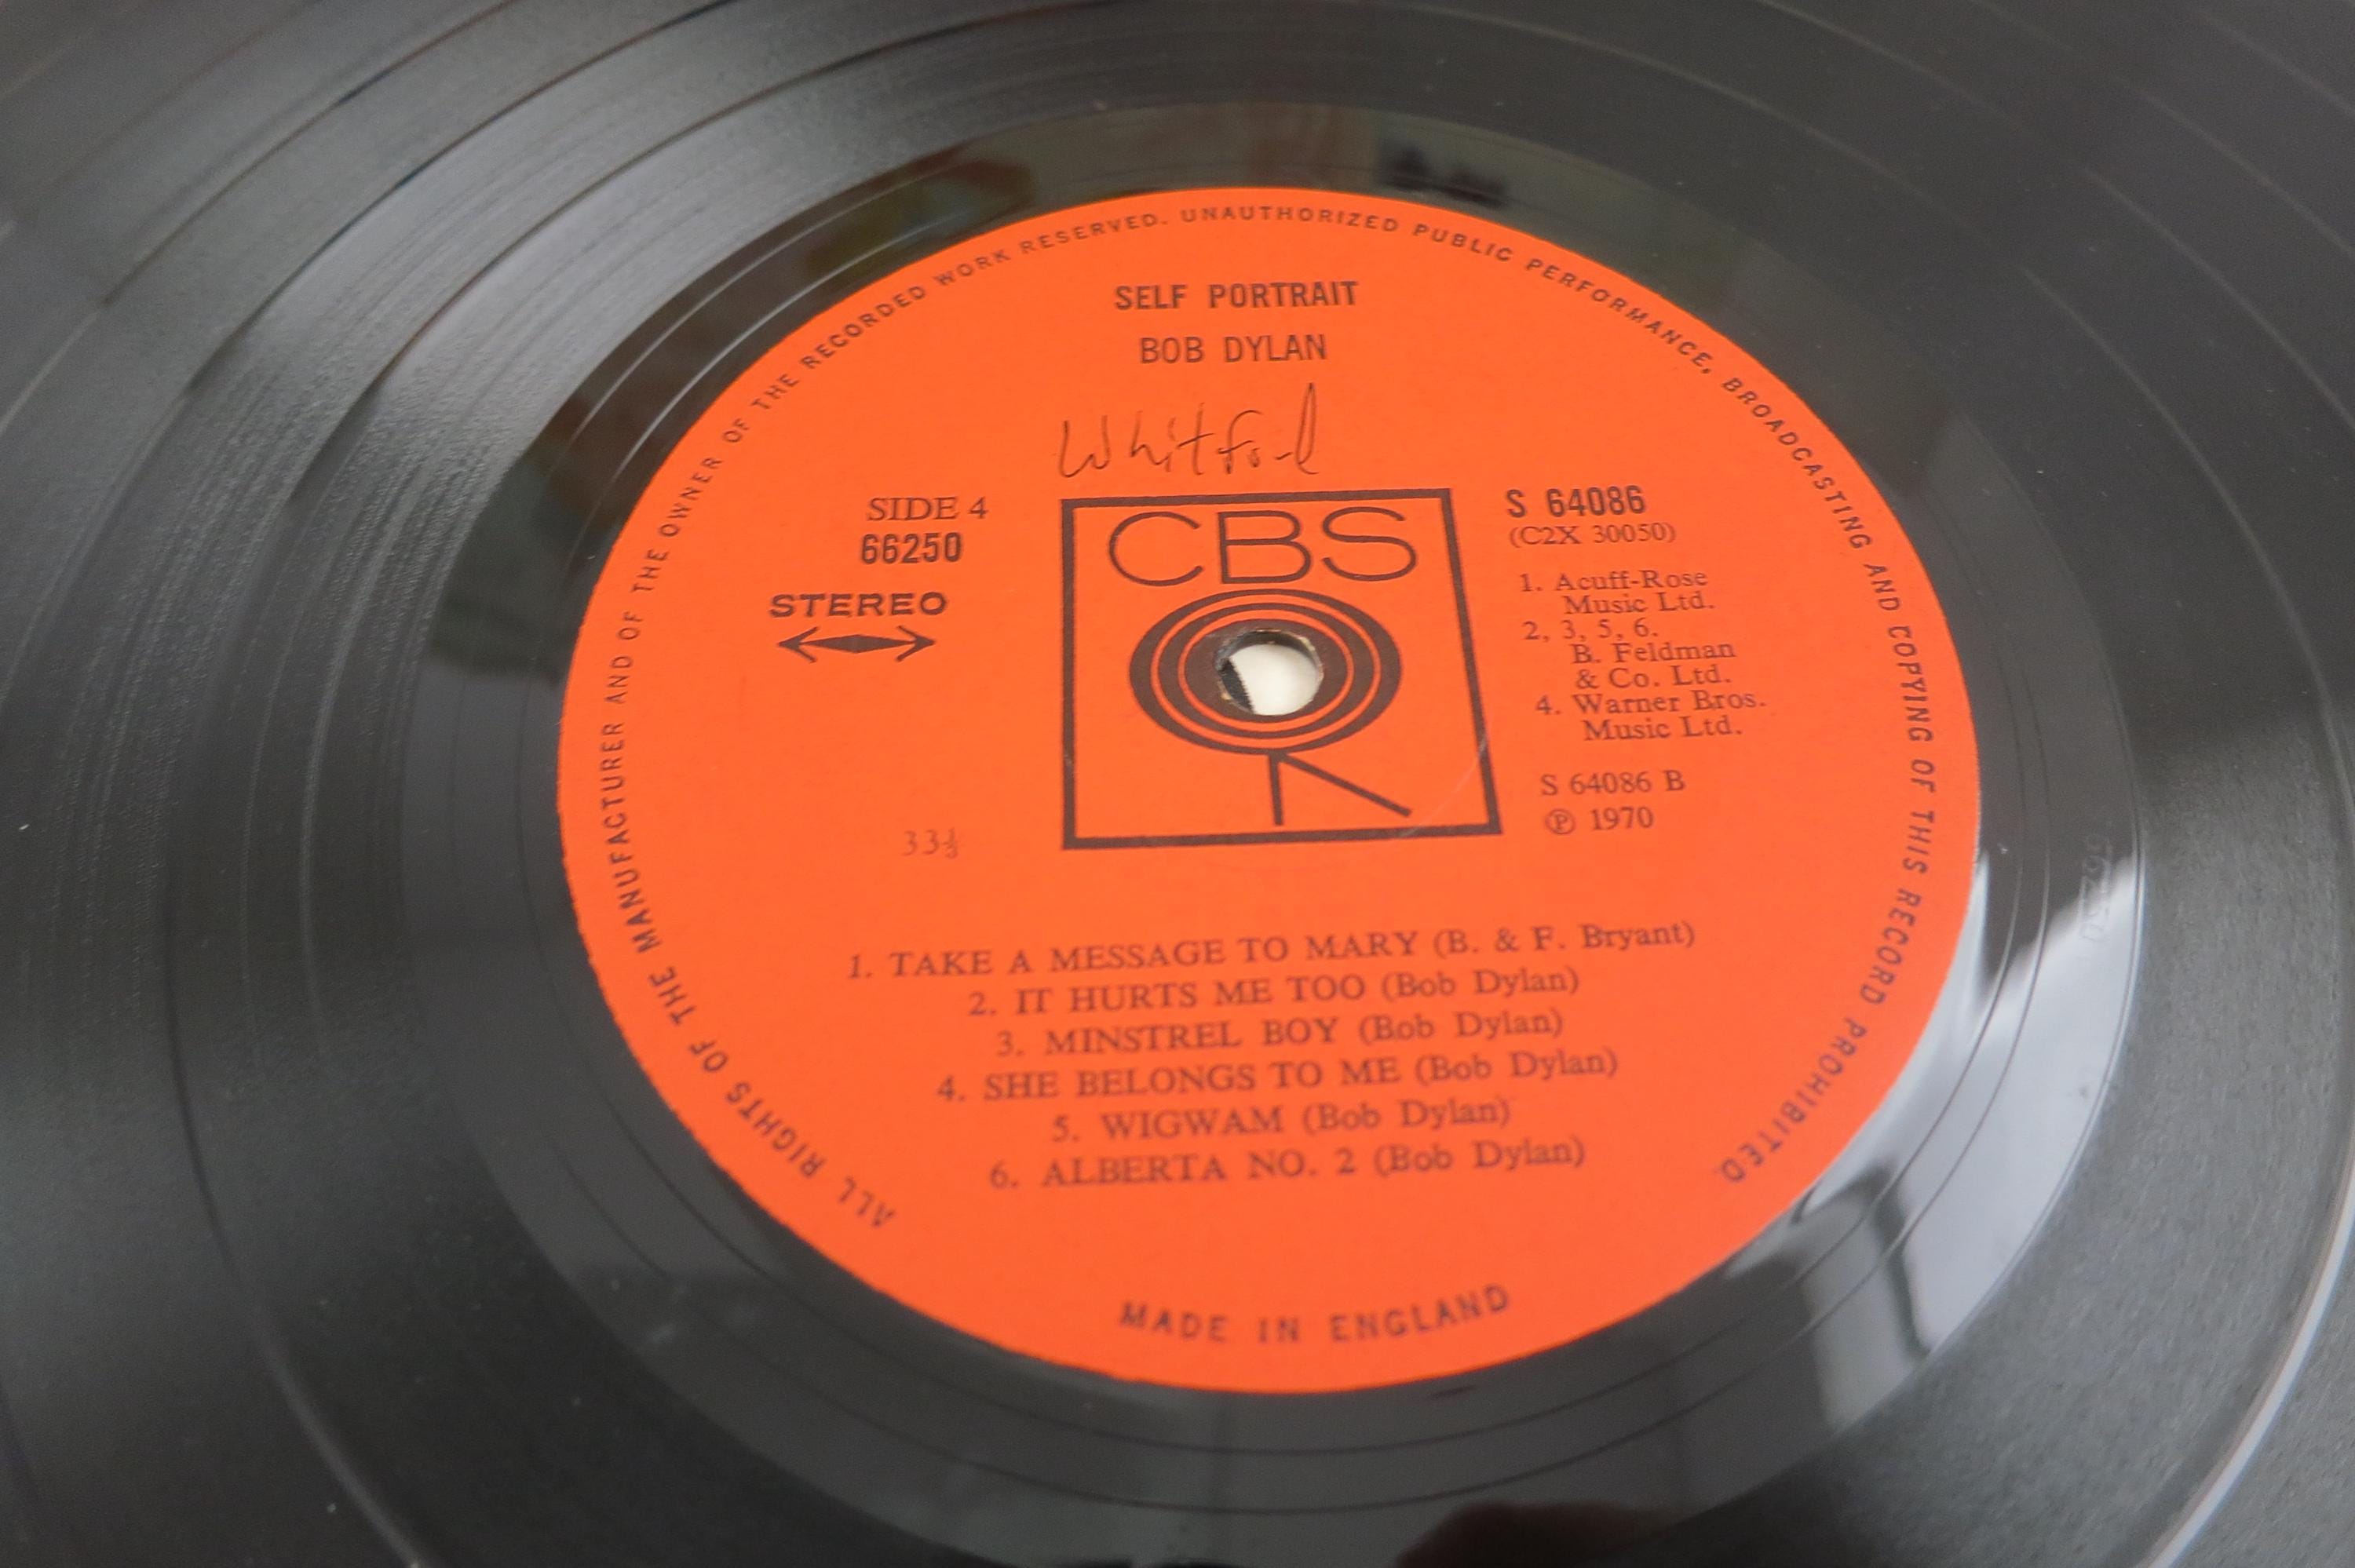 ALL RIGHTS OF THE MANUFACTURER AND OF THE OWNER OF THE RECORDED WORK RESERVED. UNAUTHORIZED PUBLIC PERFORMANCE, BROADCASTING AND COPYING OF THIS RECORD PROHIBITED
SELF PORTRAIT
BOB DYLAN
Whitford
SIDE 4
66250
STEREO
33⅓
CBS
S 64086
(C2X 30050)
1. Acuff-Rose
Music Ltd.
2, 3, 5, 6.
B. Feldman
& Co. Ltd.
4. Warner Bros.
Music Ltd.
S 64086 B
Ⓟ 1970
1. TAKE A MESSAGE TO MARY (B. & F. Bryant)
2. IT HURTS ME TOO (Bob Dylan)
3. MINSTREL BOY (Bob Dylan)
4. SHE BELONGS TO ME (Bob Dylan)
5. WIGWAM (Bob Dylan)
6. ALBERTA NO. 2 (Bob Dylan)
MADE IN ENGLAND